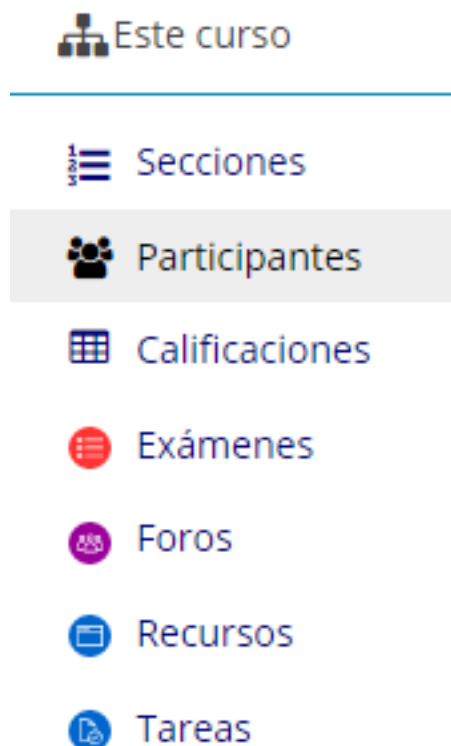 Este curso
Secciones
Participantes
Calificaciones
Exámenes
Foros
Recursos
Tareas